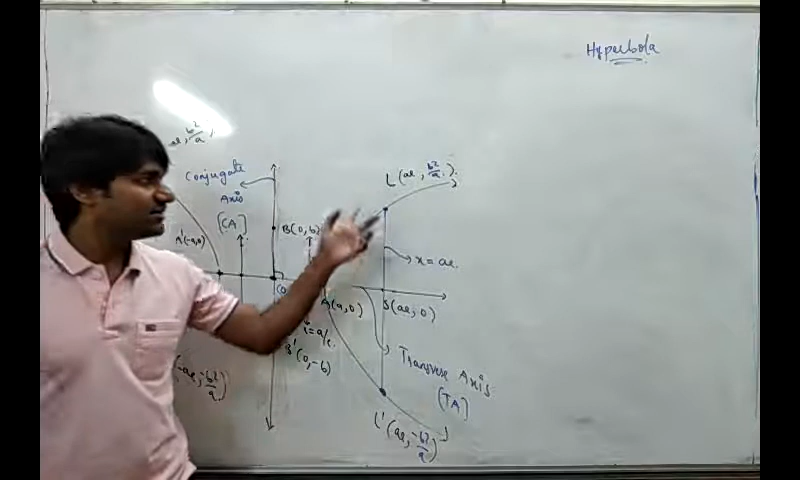 Hyperbola
ae, b²/a
L (ae, b²/a)
Conjugate
Axis
[CA]
B(0, b)
A'(-a,0)
x = ae.
A(a,0)
S(ae, 0)
x = a/e.
B'(0, -b)
Transverse Axis
[TA]
(-ae, -b²/a)
L' (ae, -b²/a)